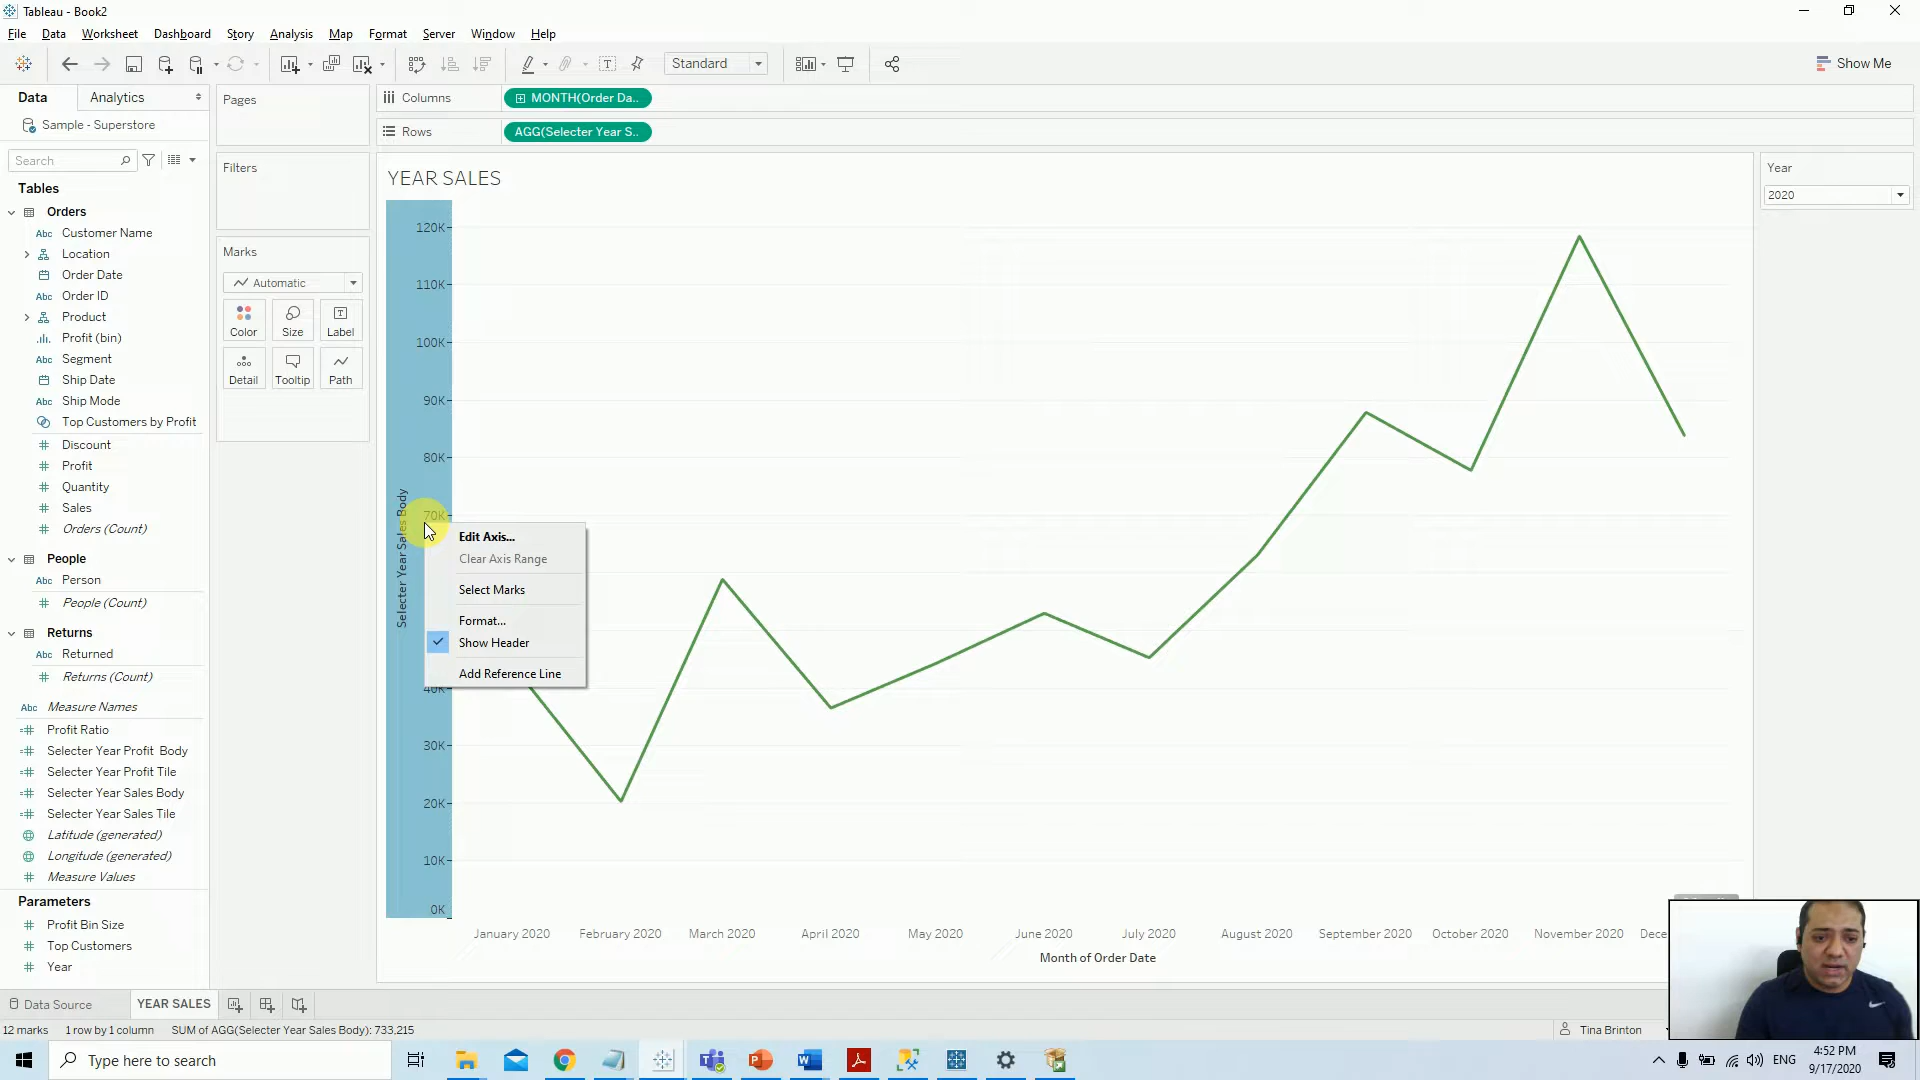 Tableau - Book2
File Data Worksheet Dashboard Story Analysis Map Format Server Window Help
Standard
Show Me
Data
Analytics
Sample - Superstore
Search
Tables
Orders
Abc Customer Name
Location
Order Date
Abc Order ID
Product
Profit (bin)
Abc Segment
Ship Date
Abc Ship Mode
Top Customers by Profit
Discount
Profit
Quantity
Sales
Orders (Count)
People
Abc Person
People (Count)
Returns
Abc Returned
Returns (Count)
Abc Measure Names
Profit Ratio
Selecter Year Profit Body
Selecter Year Profit Tile
Selecter Year Sales Body
Selecter Year Sales Tile
Latitude (generated)
Longitude (generated)
Measure Values
Parameters
Profit Bin Size
Top Customers
Year
Pages
Filters
Marks
Automatic
Color Size Label
Detail Tooltip Path
Columns
MONTH(Order Da..
Rows
AGG(Selecter Year S..
YEAR SALES
120K
110K
100K
90K
80K
70K
40K
30K
20K
10K
0K
Selecter Year Sales Body
Edit Axis...
Clear Axis Range
Select Marks
Format...
Show Header
Add Reference Line
January 2020 February 2020 March 2020 April 2020 May 2020 June 2020 July 2020 August 2020 September 2020 October 2020 November 2020 Dece
Month of Order Date
Year
2020
Data Source
YEAR SALES
12 marks 1 row by 1 column SUM of AGG(Selecter Year Sales Body): 733,215
Tina Brinton
Type here to search
ENG
4:52 PM
9/17/2020